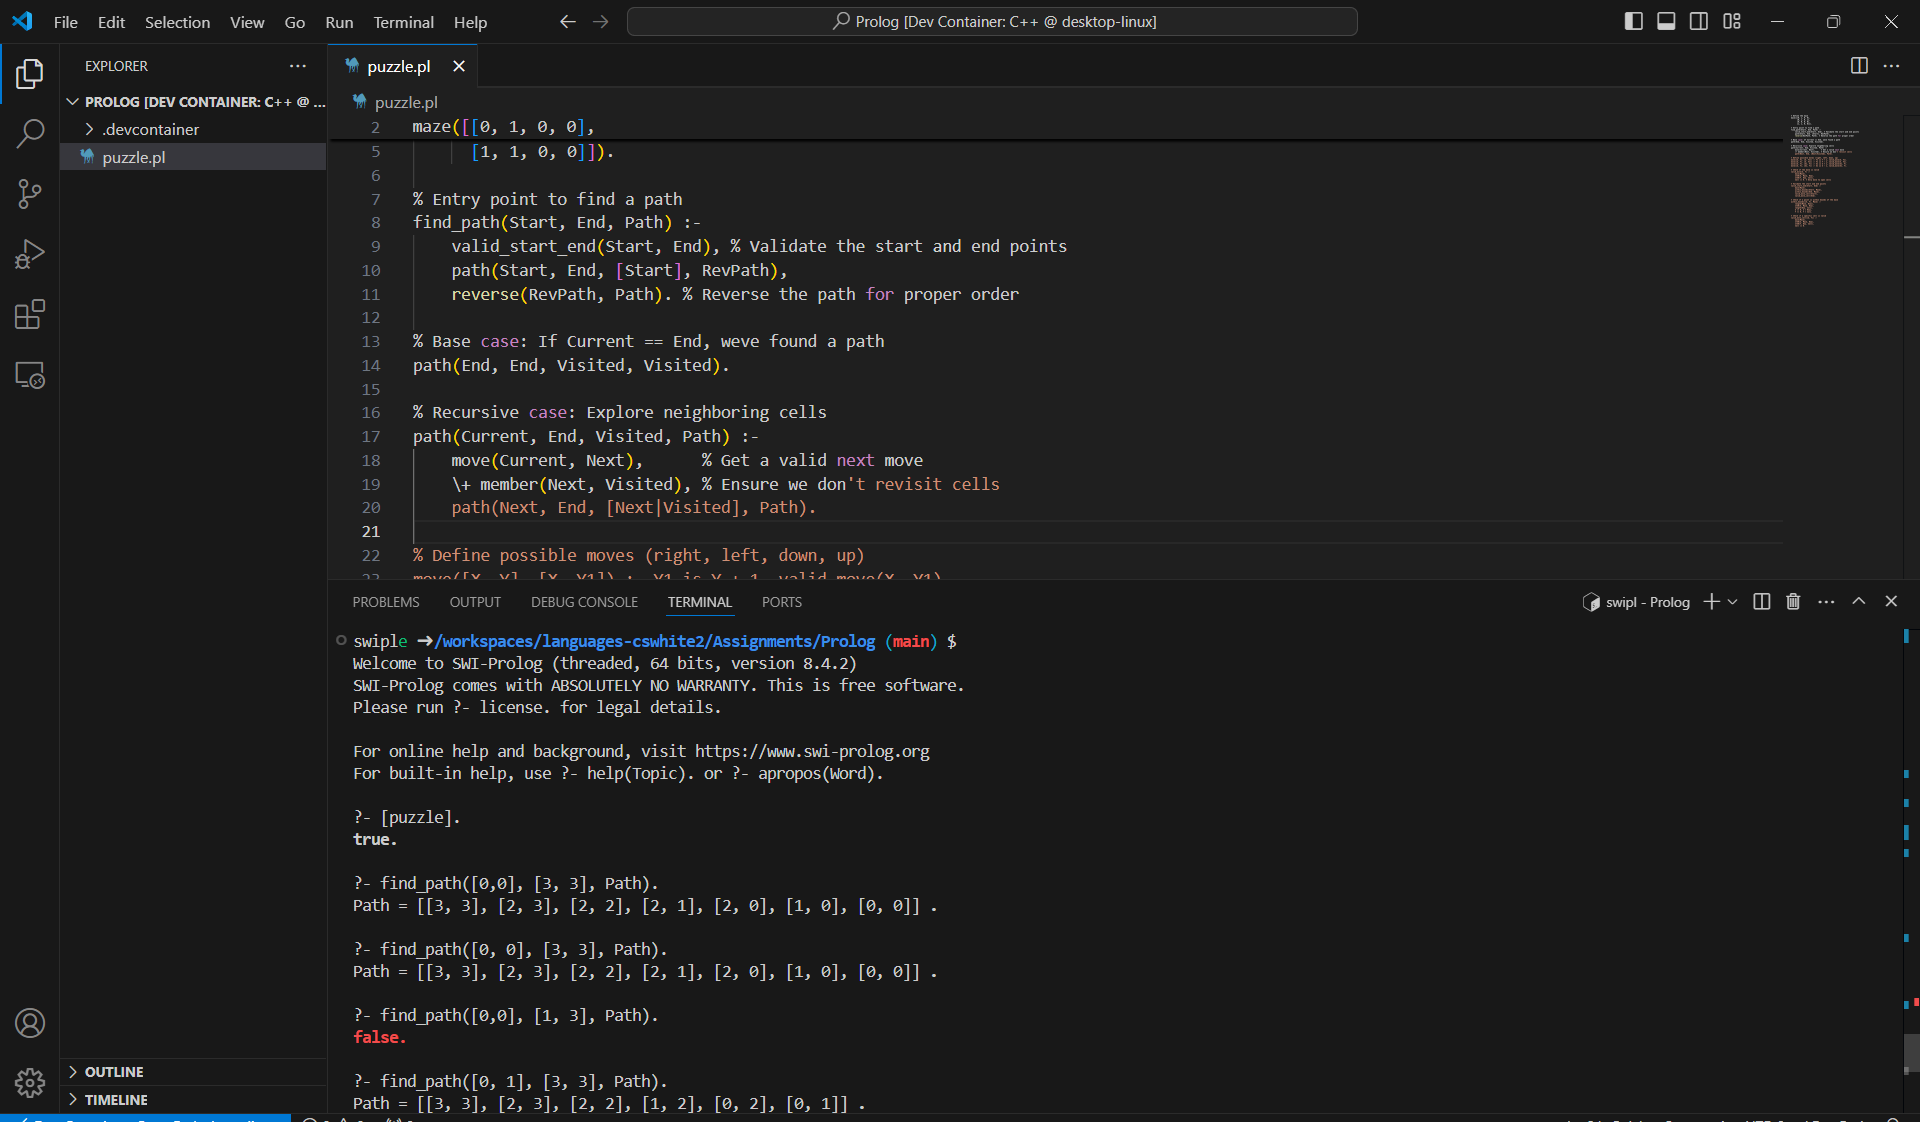 File Edit Selection View Go Run Terminal Help
Prolog [Dev Container: C++ @ desktop-linux]
EXPLORER
PROLOG [DEV CONTAINER: C++ @ ...
.devcontainer
puzzle.pl
OUTLINE
TIMELINE
puzzle.pl
puzzle.pl
2 maze([[0, 1, 0, 0],
5 [1, 1, 0, 0]]).
6
7 % Entry point to find a path
8 find_path(Start, End, Path) :-
9 valid_start_end(Start, End), % Validate the start and end points
10 path(Start, End, [Start], RevPath),
11 reverse(RevPath, Path). % Reverse the path for proper order
12
13 % Base case: If Current == End, weve found a path
14 path(End, End, Visited, Visited).
15
16 % Recursive case: Explore neighboring cells
17 path(Current, End, Visited, Path) :-
18 move(Current, Next), % Get a valid next move
19 \+ member(Next, Visited), % Ensure we don't revisit cells
20 path(Next, End, [Next|Visited], Path).
21
22 % Define possible moves (right, left, down, up)
PROBLEMS OUTPUT DEBUG CONSOLE TERMINAL PORTS
swipl - Prolog
swiple ➜/workspaces/languages-cswhite2/Assignments/Prolog (main) $
Welcome to SWI-Prolog (threaded, 64 bits, version 8.4.2)
SWI-Prolog comes with ABSOLUTELY NO WARRANTY. This is free software.
Please run ?- license. for legal details.
For online help and background, visit https://www.swi-prolog.org
For built-in help, use ?- help(Topic). or ?- apropos(Word).
?- [puzzle].
true.
?- find_path([0,0], [3, 3], Path).
Path = [[3, 3], [2, 3], [2, 2], [2, 1], [2, 0], [1, 0], [0, 0]] .
?- find_path([0, 0], [3, 3], Path).
Path = [[3, 3], [2, 3], [2, 2], [2, 1], [2, 0], [1, 0], [0, 0]] .
?- find_path([0,0], [1, 3], Path).
false.
?- find_path([0, 1], [3, 3], Path).
Path = [[3, 3], [2, 3], [2, 2], [1, 2], [0, 2], [0, 1]] .